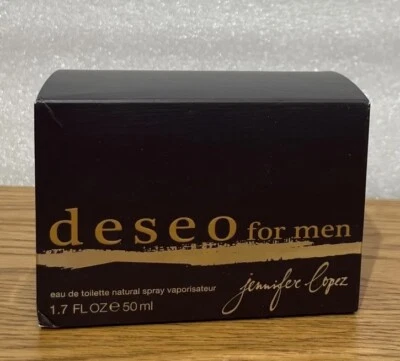 deseo for men
eau de toilette natural spray vaporisateur
1.7 FL OZ ℮ 50 ml
jennifer lopez